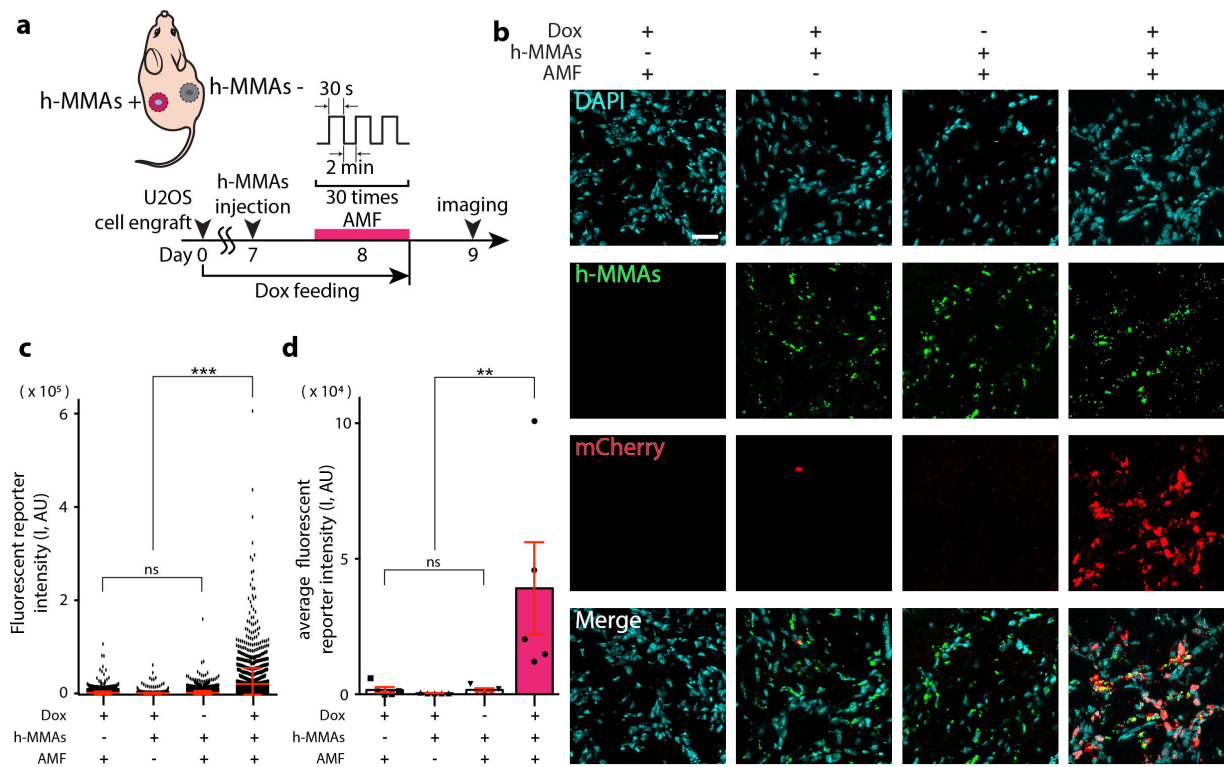 a
h-MMAs +
h-MMAs -
30 s
2 min
U2OS
cell engraft
h-MMAs
injection
30 times
AMF
imaging
Day 0
7
8
9
Dox feeding
b
Dox + + - +
h-MMAs - + + +
AMF + - + +
DAPI
h-MMAs
mCherry
Merge
c
( x 10⁵)
***
ns
6
4
2
0
Fluorescent reporter
intensity (I, AU)
Dox + + - +
h-MMAs - + + +
AMF + - + +
d
( x 10⁴)
**
ns
10
5
0
average fluorescent
reporter intensity (I, AU)
Dox + + - +
h-MMAs - + + +
AMF + - + +